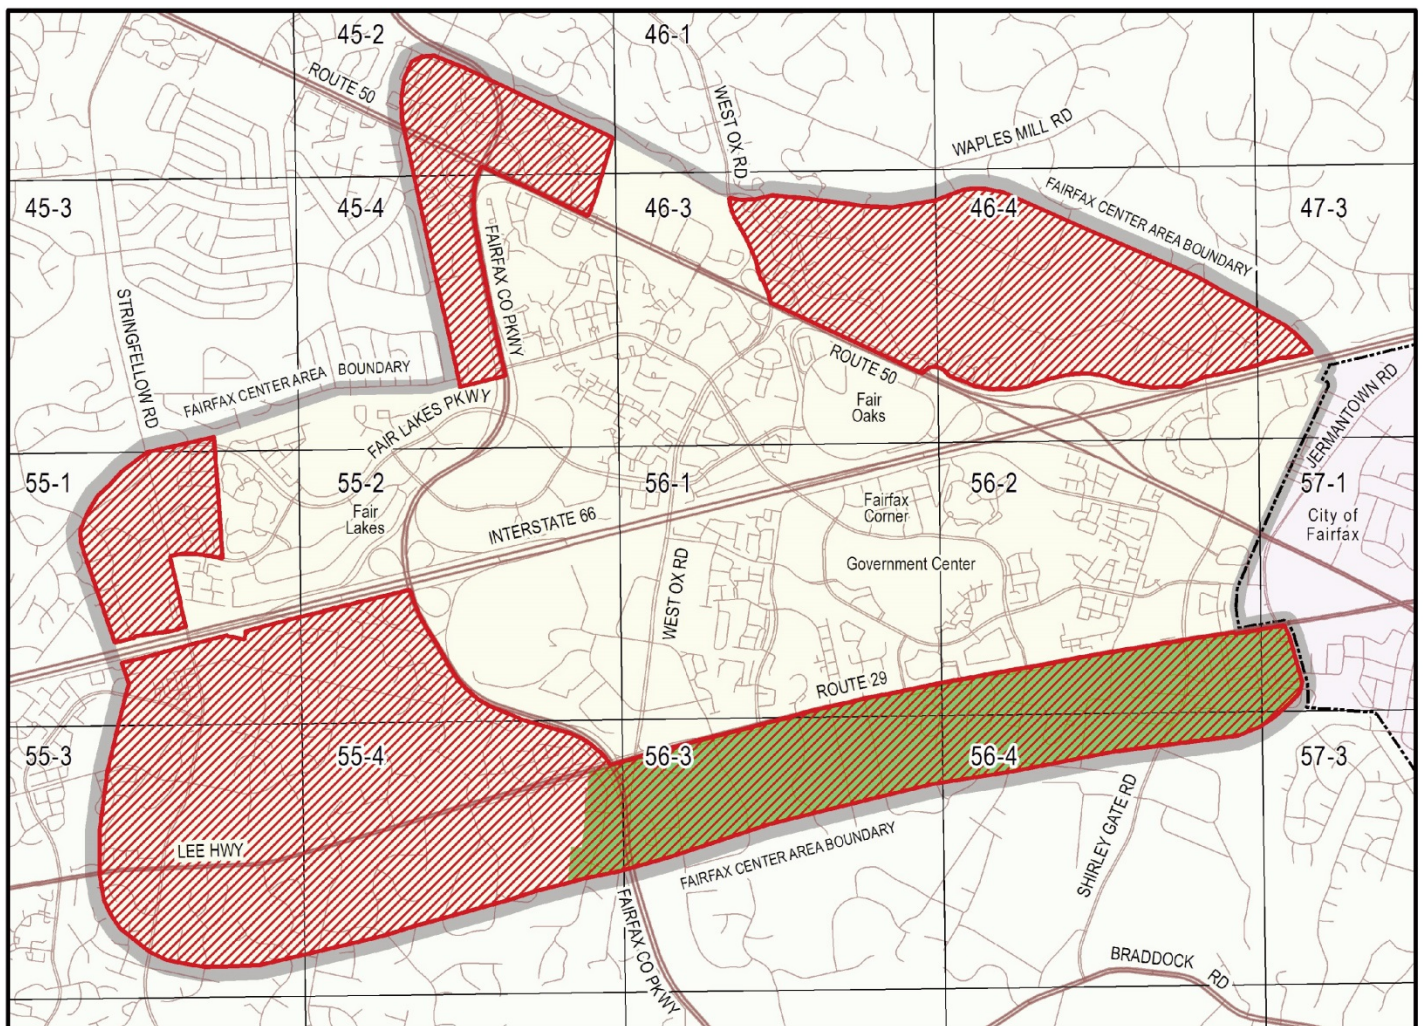 45-2
46-1
ROUTE 50
WEST OX RD
WAPLES MILL RD
45-3
45-4
46-3
46-4
47-3
FAIRFAX CENTER AREA BOUNDARY
FAIRFAX CO PKWY
STRINGFELLOW RD
FAIRFAX CENTER AREA BOUNDARY
FAIR LAKES PKWY
ROUTE 50
Fair
Oaks
JERMANTOWN RD
55-1
55-2
56-1
56-2
57-1
Fair
Lakes
INTERSTATE 66
Fairfax
Corner
City of
Fairfax
Government Center
WEST OX RD
ROUTE 29
55-3
55-4
56-3
56-4
57-3
LEE HWY
FAIRFAX CENTER AREA BOUNDARY
SHIRLEY GATE RD
FAIRFAX CO PKWY
BRADDOCK RD